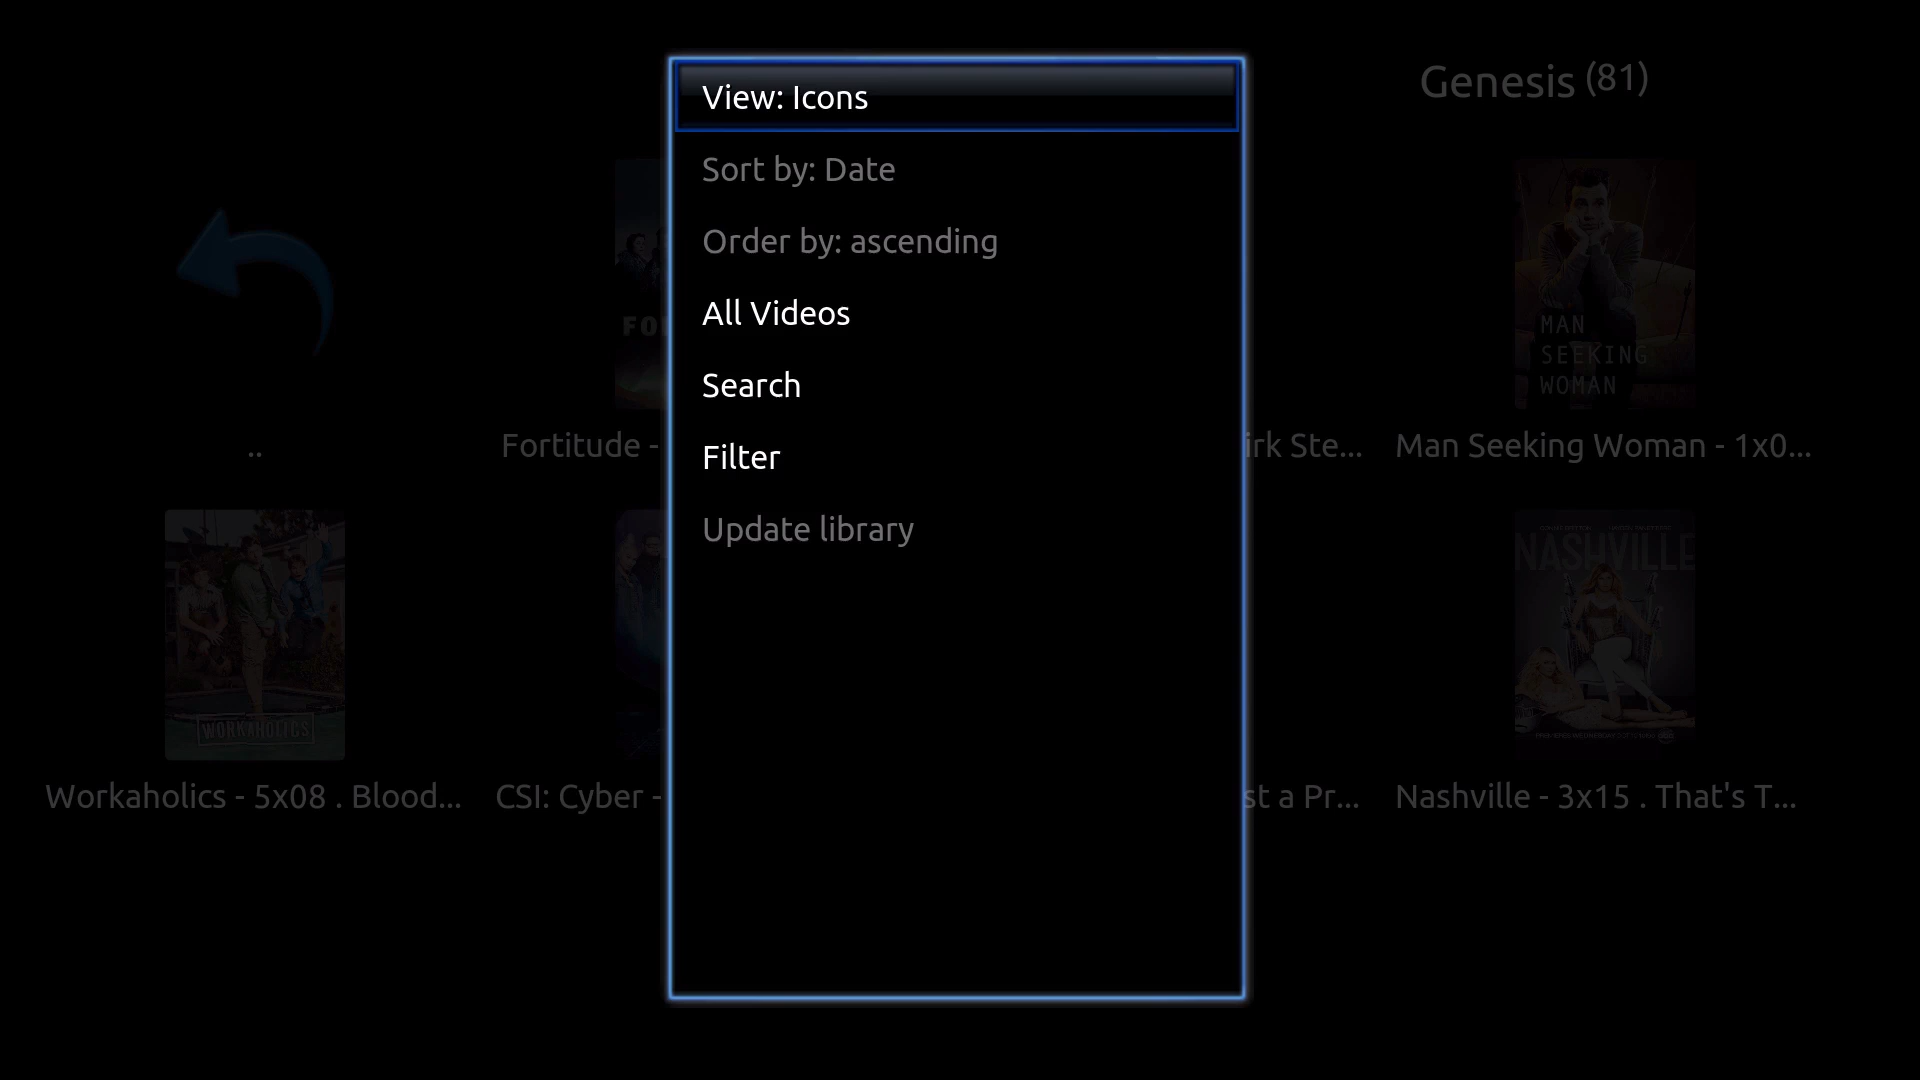 Genesis (81)
View: Icons
Sort by: Date
Order by: ascending
All Videos
Search
Filter
Update library
FO
MAN
SEEKING
WOMAN
..
Fortitude -
irk Ste...
Man Seeking Woman - 1x0...
NASHVILLE
WORKAHOLICS
Workaholics - 5x08 . Blood...
CSI: Cyber -
st a Pr...
Nashville - 3x15 . That's T...